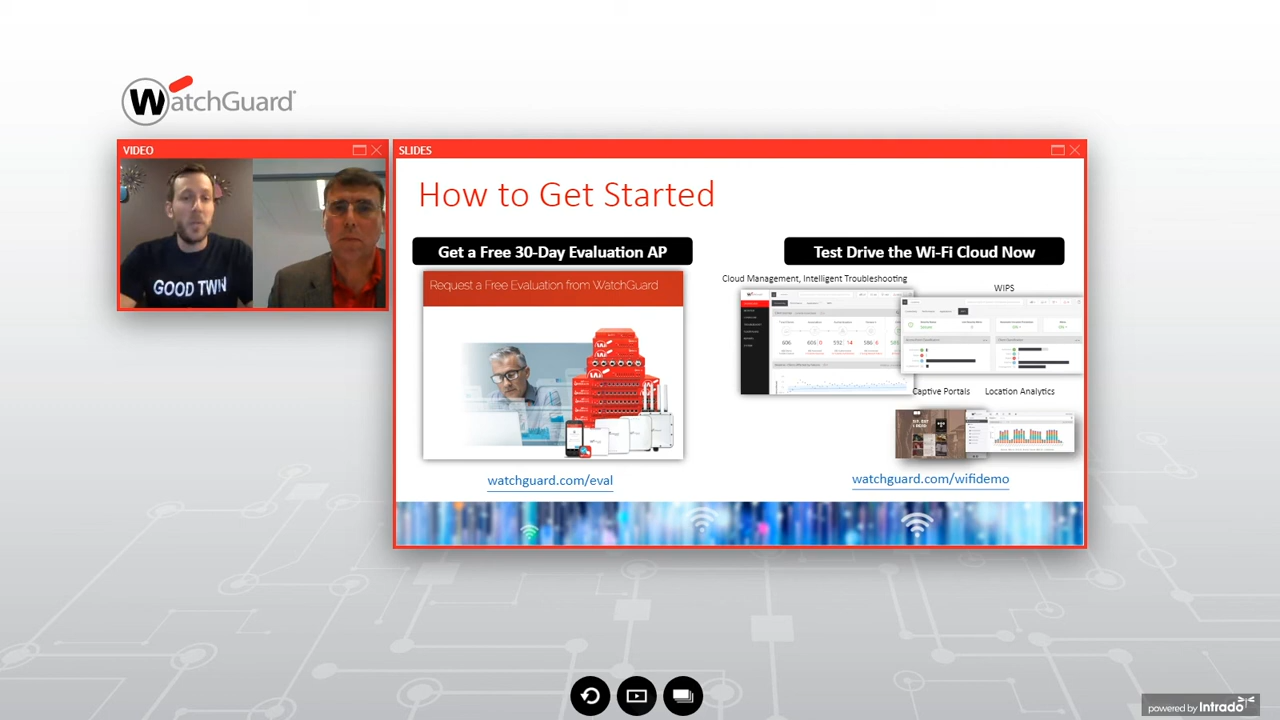 WatchGuard
VIDEO
SLIDES
GOOD TWIN
How to Get Started
Get a Free 30-Day Evaluation AP
Test Drive the Wi-Fi Cloud Now
Request a Free Evaluation from WatchGuard
Cloud Management, Intelligent Troubleshooting
WIPS
Captive Portals
Location Analytics
watchguard.com/eval
watchguard.com/wifidemo
powered by Intrado